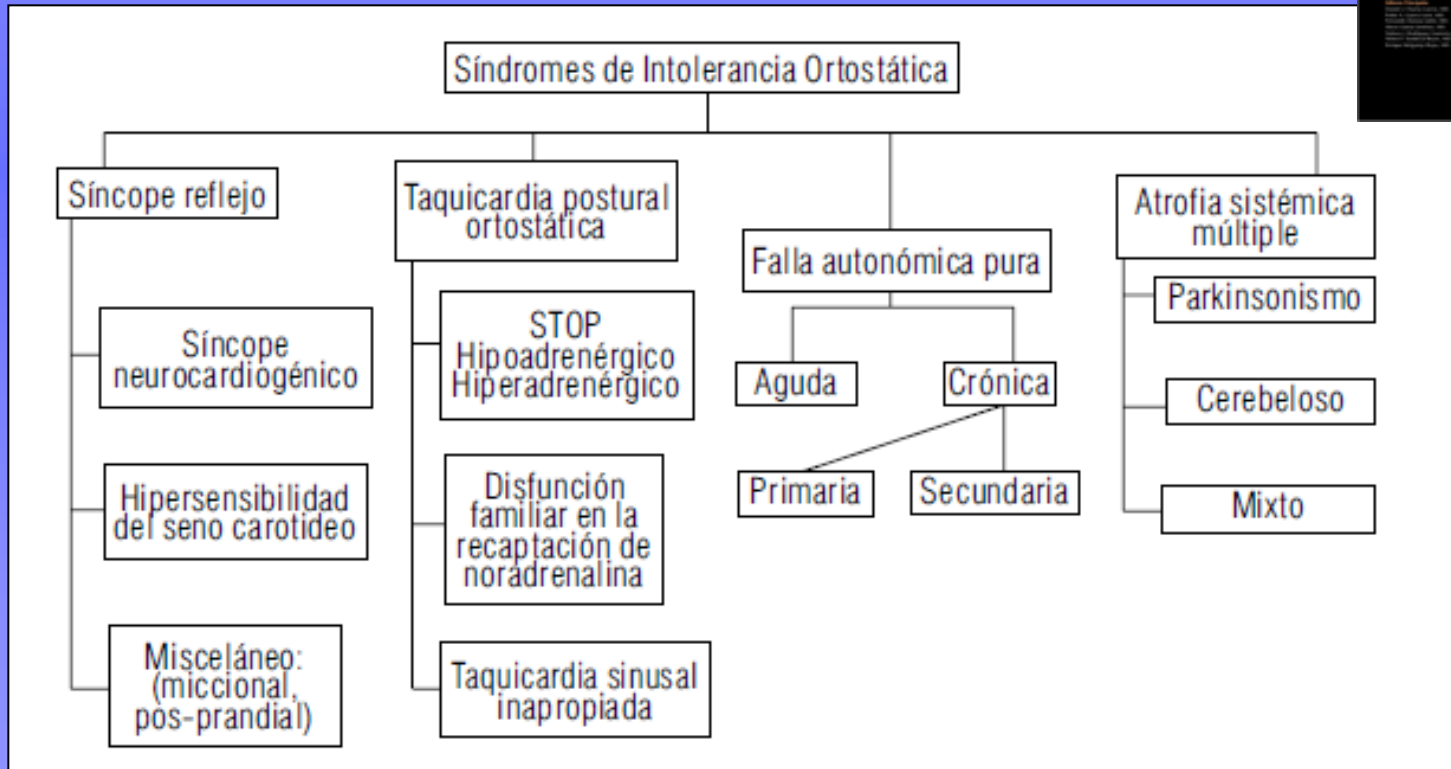 Síndromes de Intolerancia Ortostática
Síncope reflejo
Síncope
neurocardiogénico
Hipersensibilidad
del seno carotideo
Misceláneo:
(miccional,
pos-prandial)
Taquicardia postural
ortostática
STOP
Hipoadrenérgico
Hiperadrenérgico
Disfunción
familiar en la
recaptación de
noradrenalina
Taquicardia sinusal
inapropiada
Falla autonómica pura
Aguda
Crónica
Primaria
Secundaria
Atrofia sistémica
múltiple
Parkinsonismo
Cerebeloso
Mixto